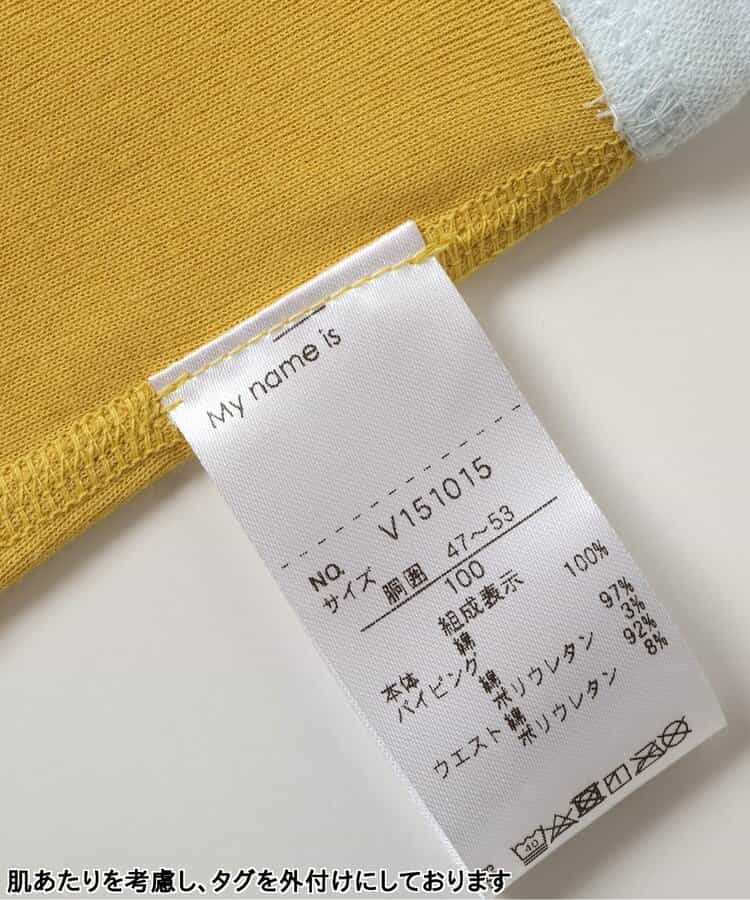 My name is
NO. V151015
サイズ 胴囲 47～53
100
組成表示
本体 綿 100%
パイピング 綿 97%
ポリウレタン 3%
ウエスト 綿 92%
ポリウレタン 8%
40
肌あたりを考慮し、タグを外付けにしております